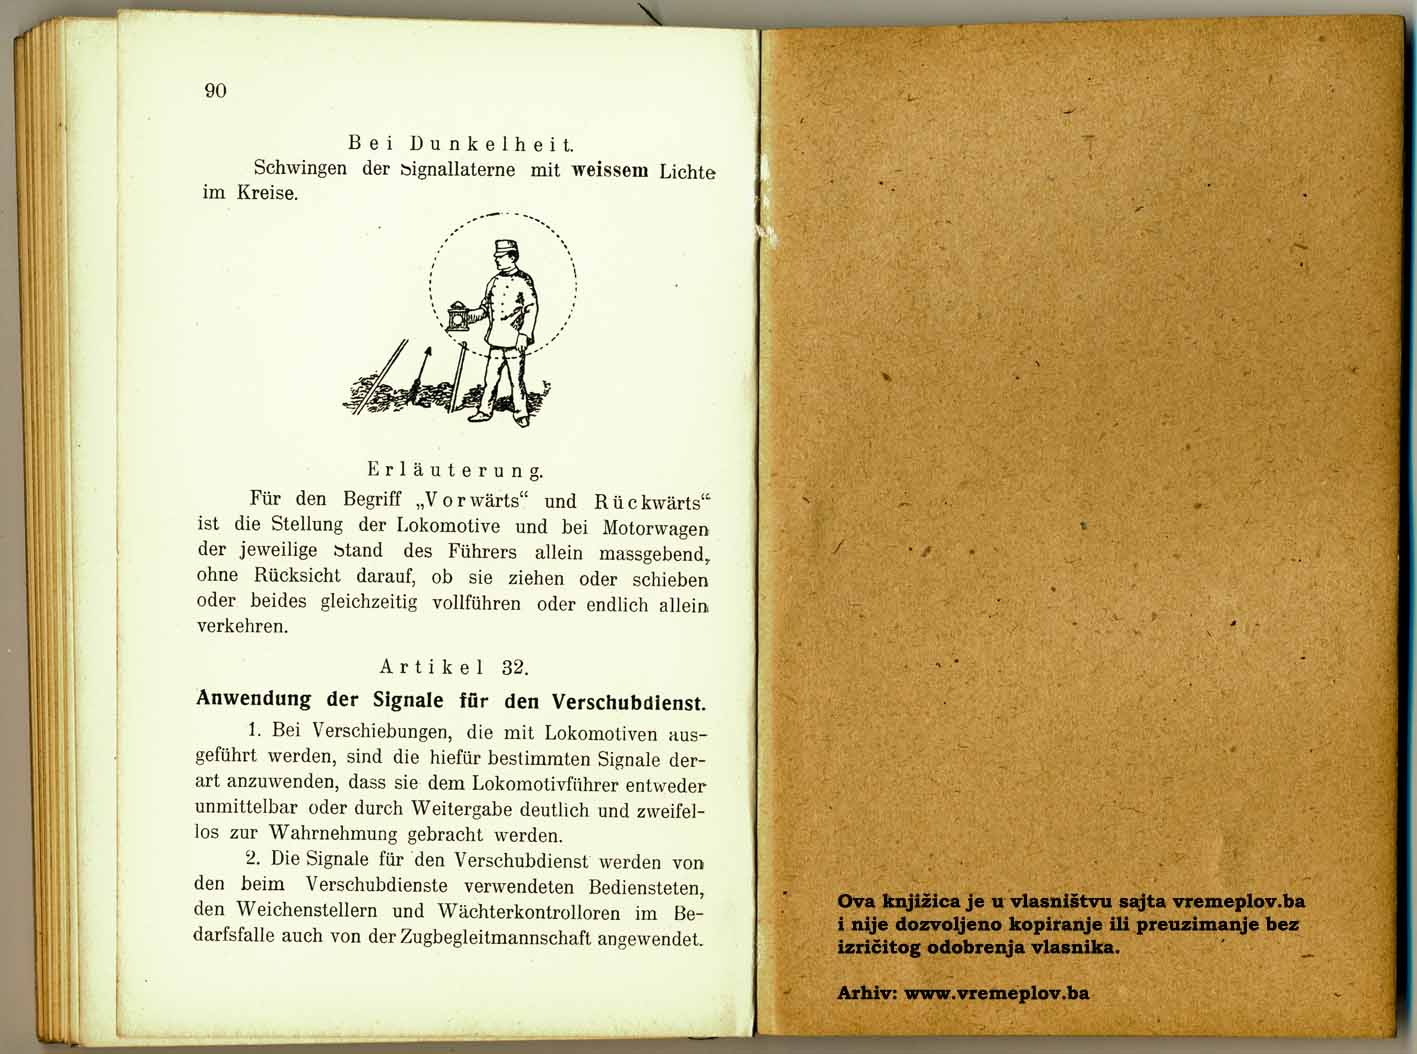 90
Bei Dunkelheit.
Schwingen der Signallaterne mit weissem Lichte
im Kreise.
Erläuterung.
Für den Begriff „Vorwärts“ und Rückwärts“
ist die Stellung der Lokomotive und bei Motorwagen
der jeweilige Stand des Führers allein massgebend,
ohne Rücksicht darauf, ob sie ziehen oder schieben
oder beides gleichzeitig vollführen oder endlich allein
verkehren.
Artikel 32.
Anwendung der Signale für den Verschubdienst.
1. Bei Verschiebungen, die mit Lokomotiven aus-
geführt werden, sind die hiefür bestimmten Signale der-
art anzuwenden, dass sie dem Lokomotivführer entweder
unmittelbar oder durch Weitergabe deutlich und zweifel-
los zur Wahrnehmung gebracht werden.
2. Die Signale für den Verschubdienst werden von
den beim Verschubdienste verwendeten Bediensteten,
den Weichenstellern und Wächterkontrolloren im Be-
darfsfalle auch von der Zugbegleitmannschaft angewendet.
Ova knjižica je u vlasništvu sajta vremeplov.ba
i nije dozvoljeno kopiranje ili preuzimanje bez
izričitog odobrenja vlasnika.
Arhiv: www.vremeplov.ba